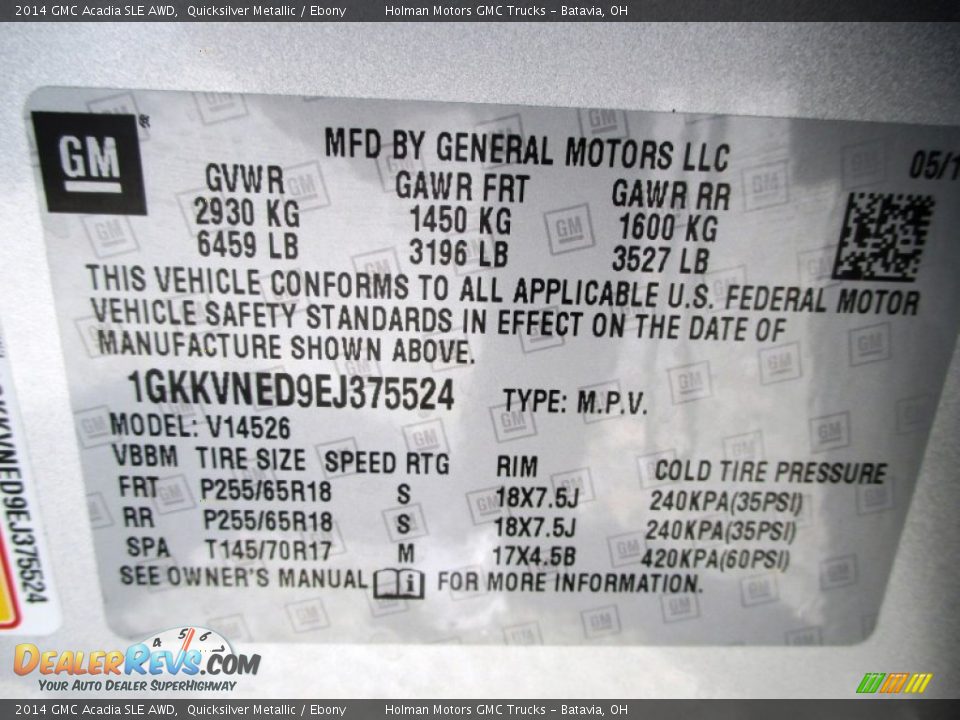 2014 GMC Acadia SLE AWD, Quicksilver Metallic / Ebony Holman Motors GMC Trucks - Batavia, OH
GM
MFD BY GENERAL MOTORS LLC
05/1
GVWR GAWR FRT GAWR RR
2930 KG 1450 KG 1600 KG
6459 LB 3196 LB 3527 LB
THIS VEHICLE CONFORMS TO ALL APPLICABLE U.S. FEDERAL MOTOR
VEHICLE SAFETY STANDARDS IN EFFECT ON THE DATE OF
MANUFACTURE SHOWN ABOVE.
1GKKVNED9EJ375524 TYPE: M.P.V.
MODEL: V14526
VBBM TIRE SIZE SPEED RTG RIM COLD TIRE PRESSURE
FRT P255/65R18 S 18X7.5J 240KPA(35PSI)
RR P255/65R18 S 18X7.5J 240KPA(35PSI)
SPA T145/70R17 M 17X4.5B 420KPA(60PSI)
SEE OWNER'S MANUAL i FOR MORE INFORMATION.
KKVNED9EJ375524
4 5 6
DEALERREVS.COM
YOUR AUTO DEALER SUPERHIGHWAY
2014 GMC Acadia SLE AWD, Quicksilver Metallic / Ebony Holman Motors GMC Trucks - Batavia, OH